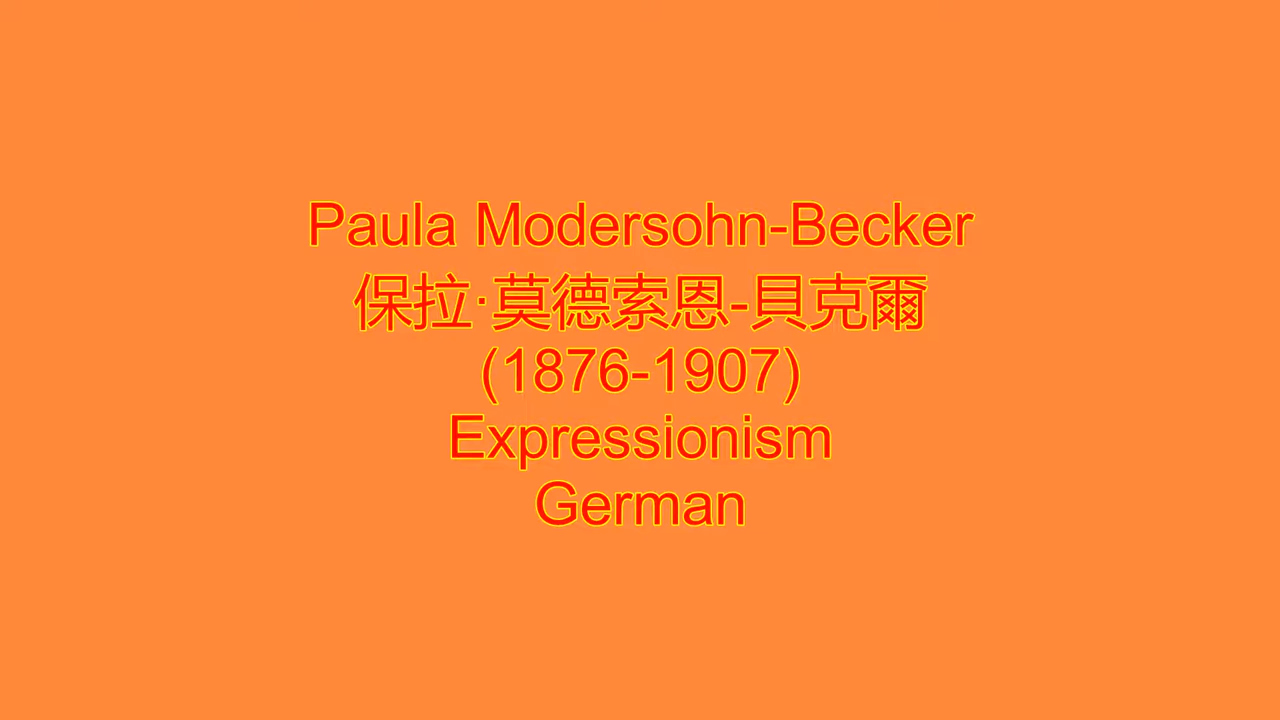 Paula Modersohn-Becker
保拉·莫德索恩-貝克爾
(1876-1907)
Expressionism
German